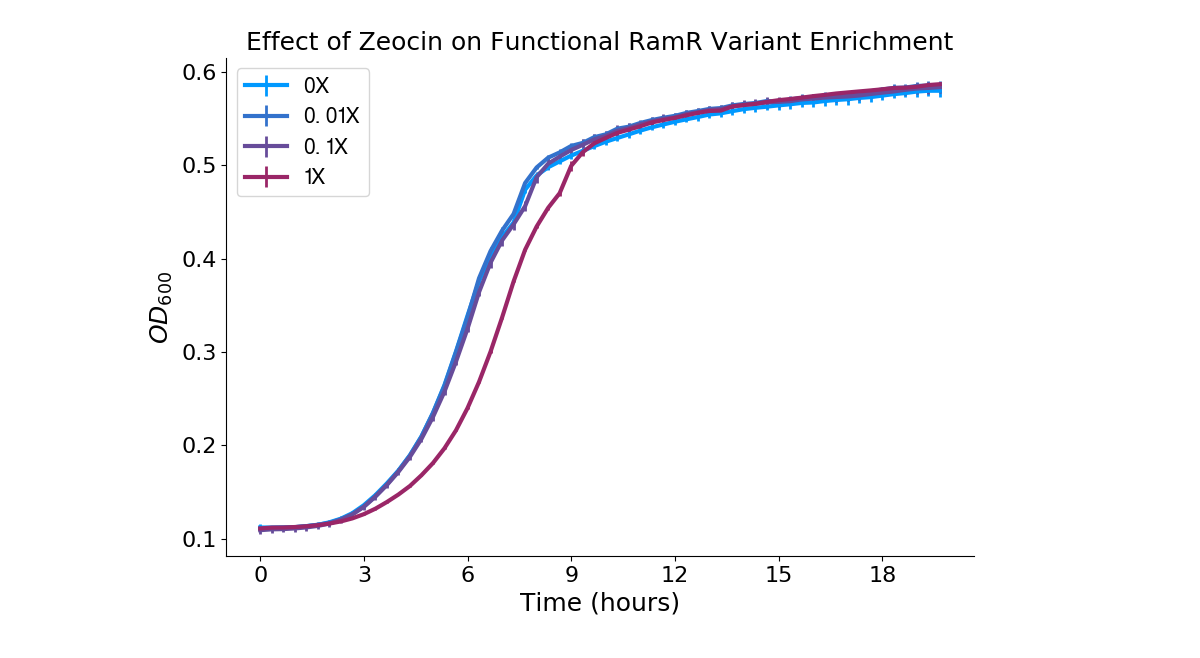 Effect of Zeocin on Functional RamR Variant Enrichment
0X
0. 01X
0. 1X
1X
0.6
0.5
0.4
0.3
0.2
0.1
OD600
0 3 6 9 12 15 18
Time (hours)